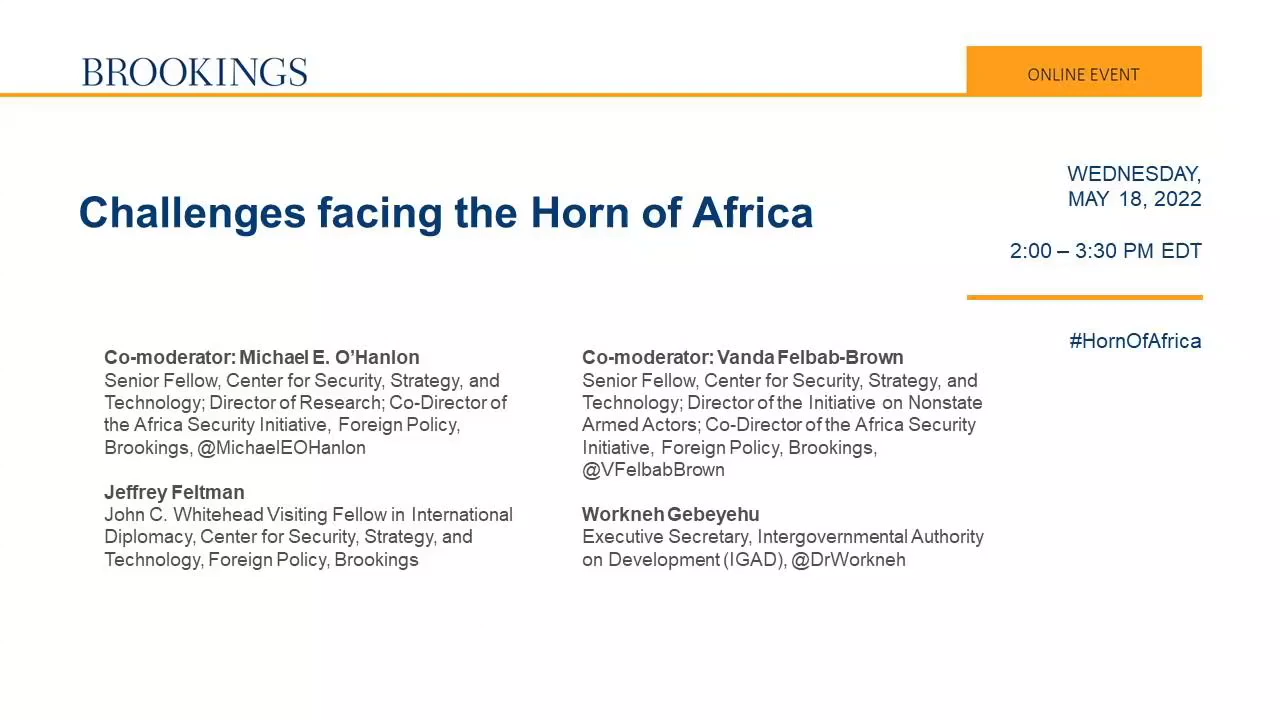 BROOKINGS
ONLINE EVENT
Challenges facing the Horn of Africa
WEDNESDAY,
MAY 18, 2022
2:00 – 3:30 PM EDT
#HornOfAfrica
Co-moderator: Michael E. O’Hanlon
Senior Fellow, Center for Security, Strategy, and
Technology; Director of Research; Co-Director of
the Africa Security Initiative, Foreign Policy,
Brookings, @MichaelEOHanlon
Jeffrey Feltman
John C. Whitehead Visiting Fellow in International
Diplomacy, Center for Security, Strategy, and
Technology, Foreign Policy, Brookings
Co-moderator: Vanda Felbab-Brown
Senior Fellow, Center for Security, Strategy, and
Technology; Director of the Initiative on Nonstate
Armed Actors; Co-Director of the Africa Security
Initiative, Foreign Policy, Brookings,
@VFelbabBrown
Workneh Gebeyehu
Executive Secretary, Intergovernmental Authority
on Development (IGAD), @DrWorkneh